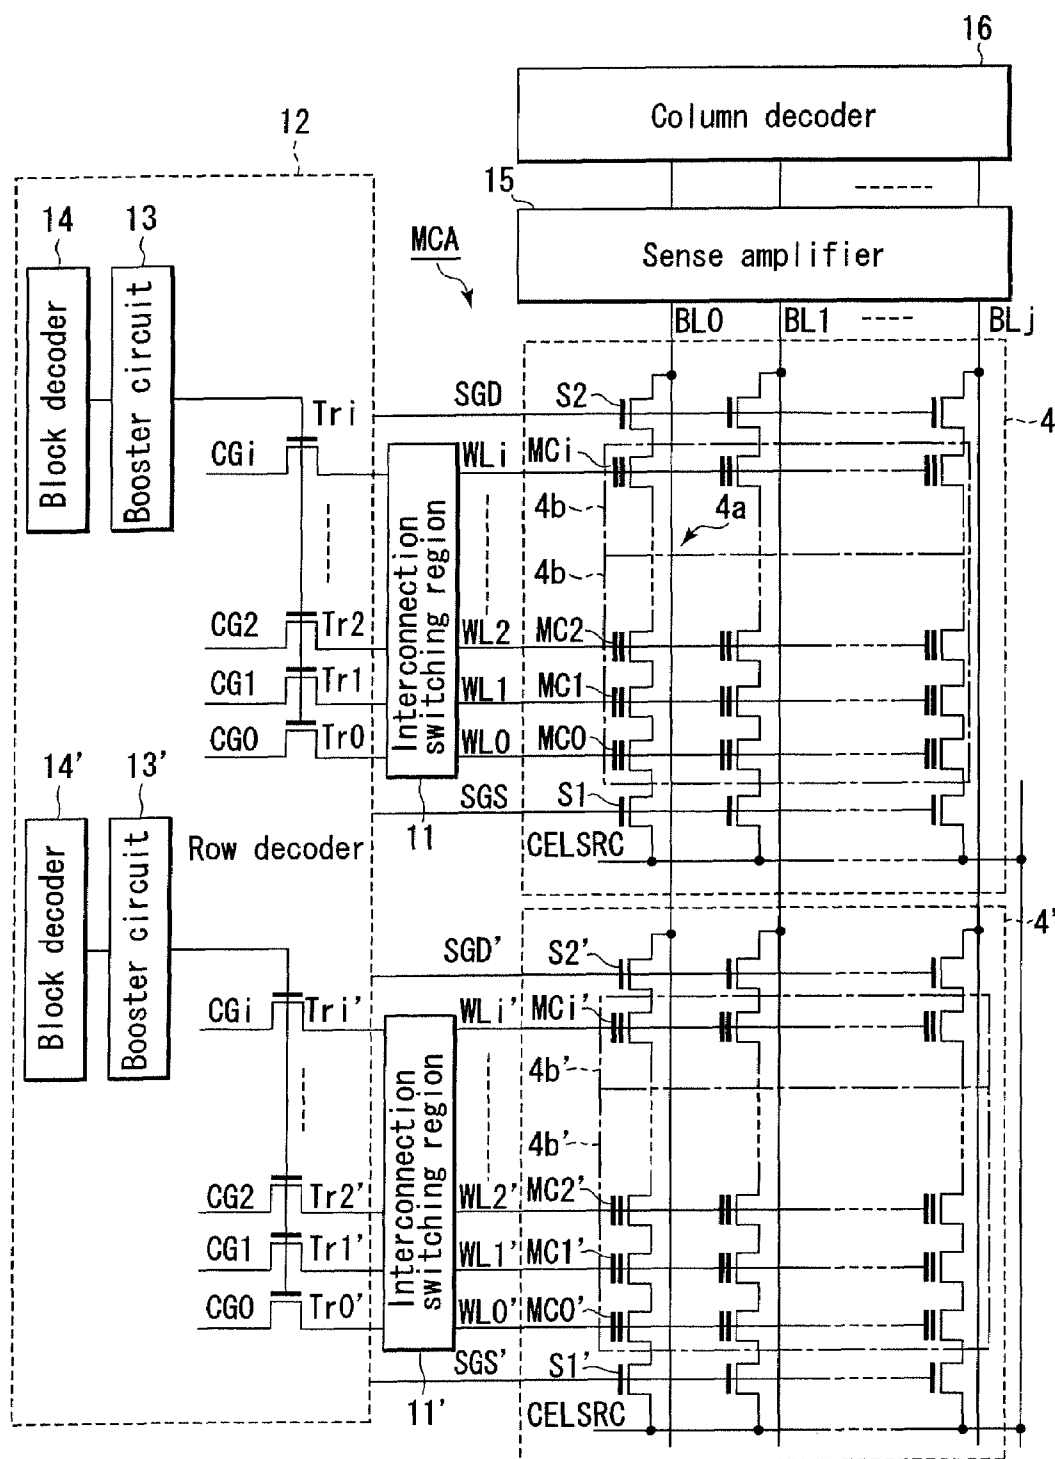 16
Column decoder
12
15
Sense amplifier
MCA
14
13
Block decoder
Booster circuit
BL0
BL1
BLj
SGD
S2
4
Tri
CGi
WLi
MCi
4b
4a
4b
Interconnection
switching region
CG2
Tr2
WL2
MC2
CG1
Tr1
WL1
MC1
CG0
Tr0
WL0
MC0
14'
13'
SGS
S1
11
Block decoder
Booster circuit
Row decoder
CELSRC
4'
SGD'
S2'
CGi
Tri'
WLi'
MCi'
4b'
4b'
Interconnection
switching region
CG2
Tr2'
WL2'
MC2'
CG1
Tr1'
WL1'
MC1'
CG0
Tr0'
WL0'
MC0'
SGS'
S1'
11'
CELSRC